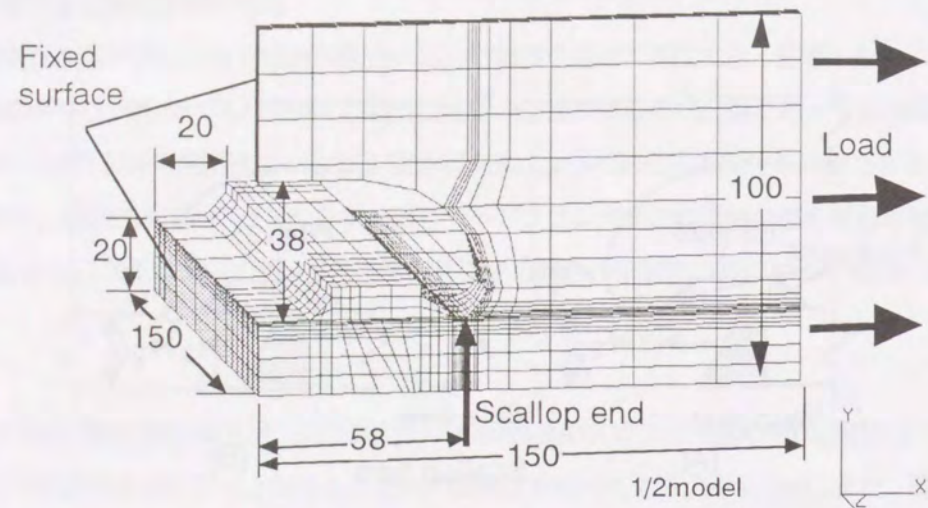 Fixed
surface
20
Load
100
38
20
150
Scallop end
58
150
1/2model
Y
X
Z